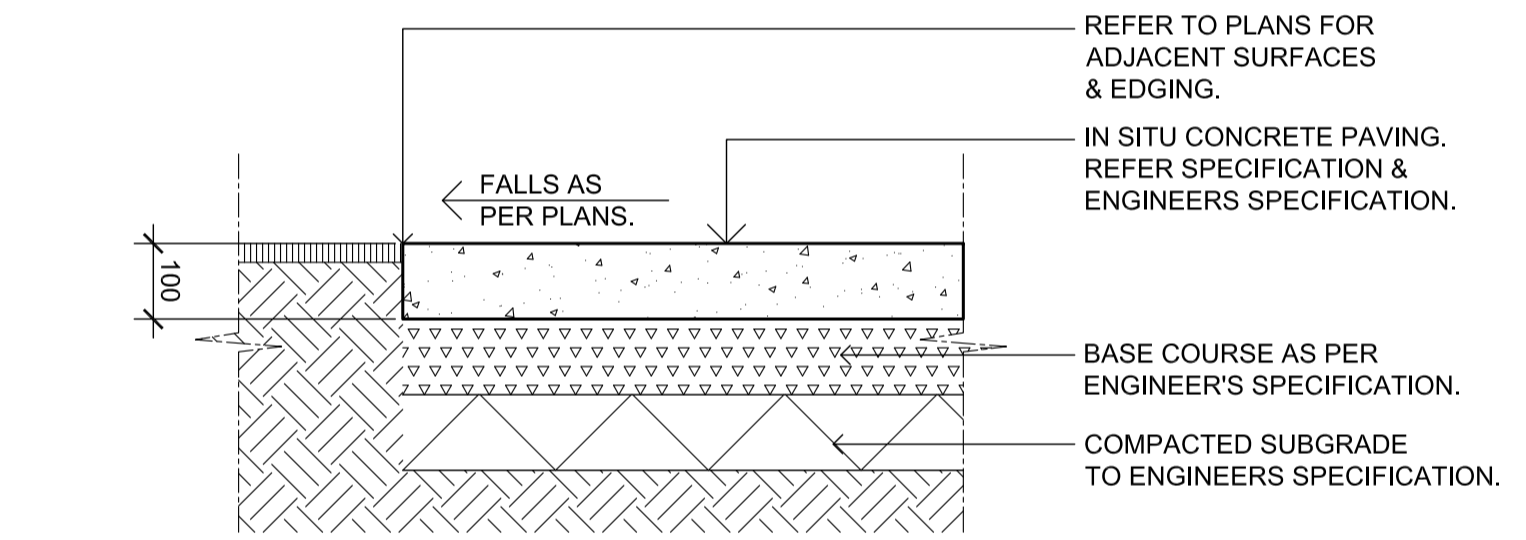 REFER TO PLANS FOR
ADJACENT SURFACES
& EDGING.
IN SITU CONCRETE PAVING.
REFER SPECIFICATION &
ENGINEERS SPECIFICATION.
FALLS AS
PER PLANS.
100
BASE COURSE AS PER
ENGINEER'S SPECIFICATION.
COMPACTED SUBGRADE
TO ENGINEERS SPECIFICATION.